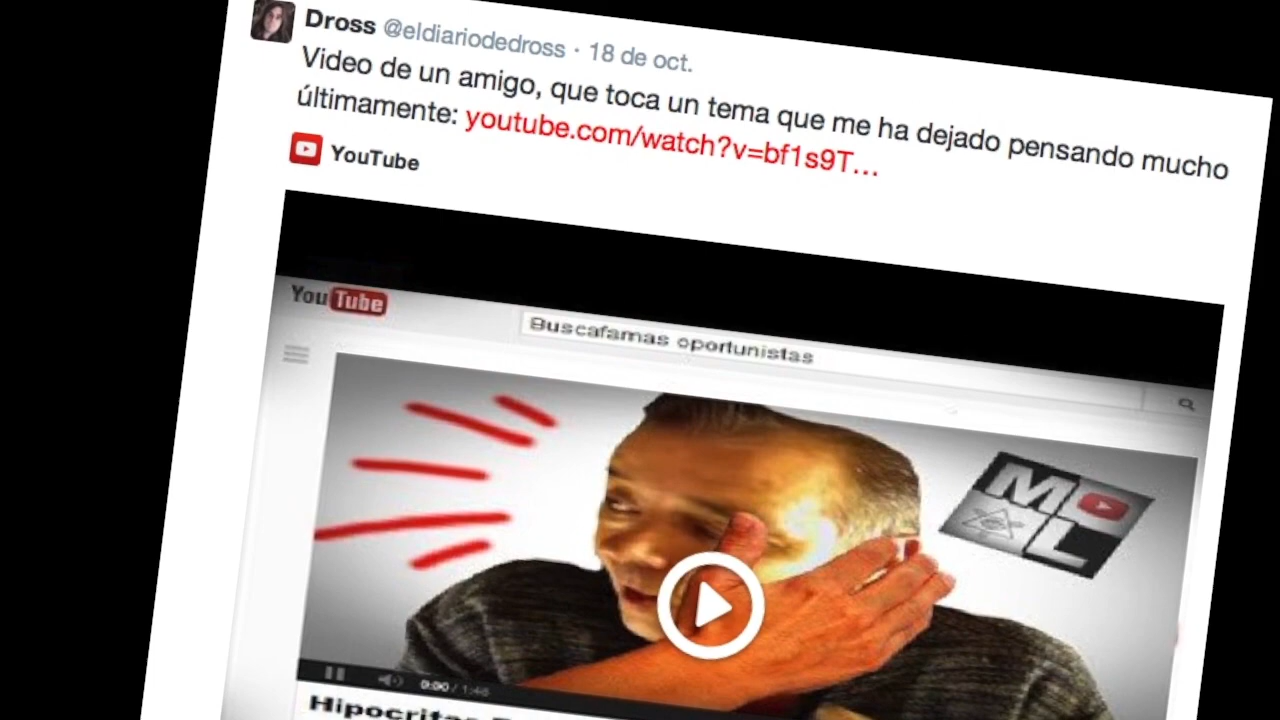 Dross @eldiariodedross · 18 de oct.
Video de un amigo, que toca un tema que me ha dejado pensando mucho
últimamente: youtube.com/watch?v=bf1s9T...
YouTube
YouTube
Buscafamas oportunistas
M
L
0:00 / 1:46